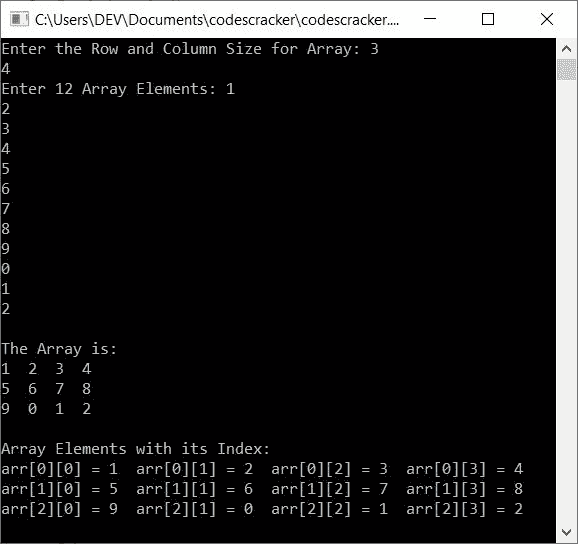 C:\Users\DEV\Documents\codescracker\codescracker....
Enter the Row and Column Size for Array: 3
4
Enter 12 Array Elements: 1
2
3
4
5
6
7
8
9
0
1
2
The Array is:
1  2  3  4
5  6  7  8
9  0  1  2
Array Elements with its Index:
arr[0][0] = 1  arr[0][1] = 2  arr[0][2] = 3  arr[0][3] = 4
arr[1][0] = 5  arr[1][1] = 6  arr[1][2] = 7  arr[1][3] = 8
arr[2][0] = 9  arr[2][1] = 0  arr[2][2] = 1  arr[2][3] = 2